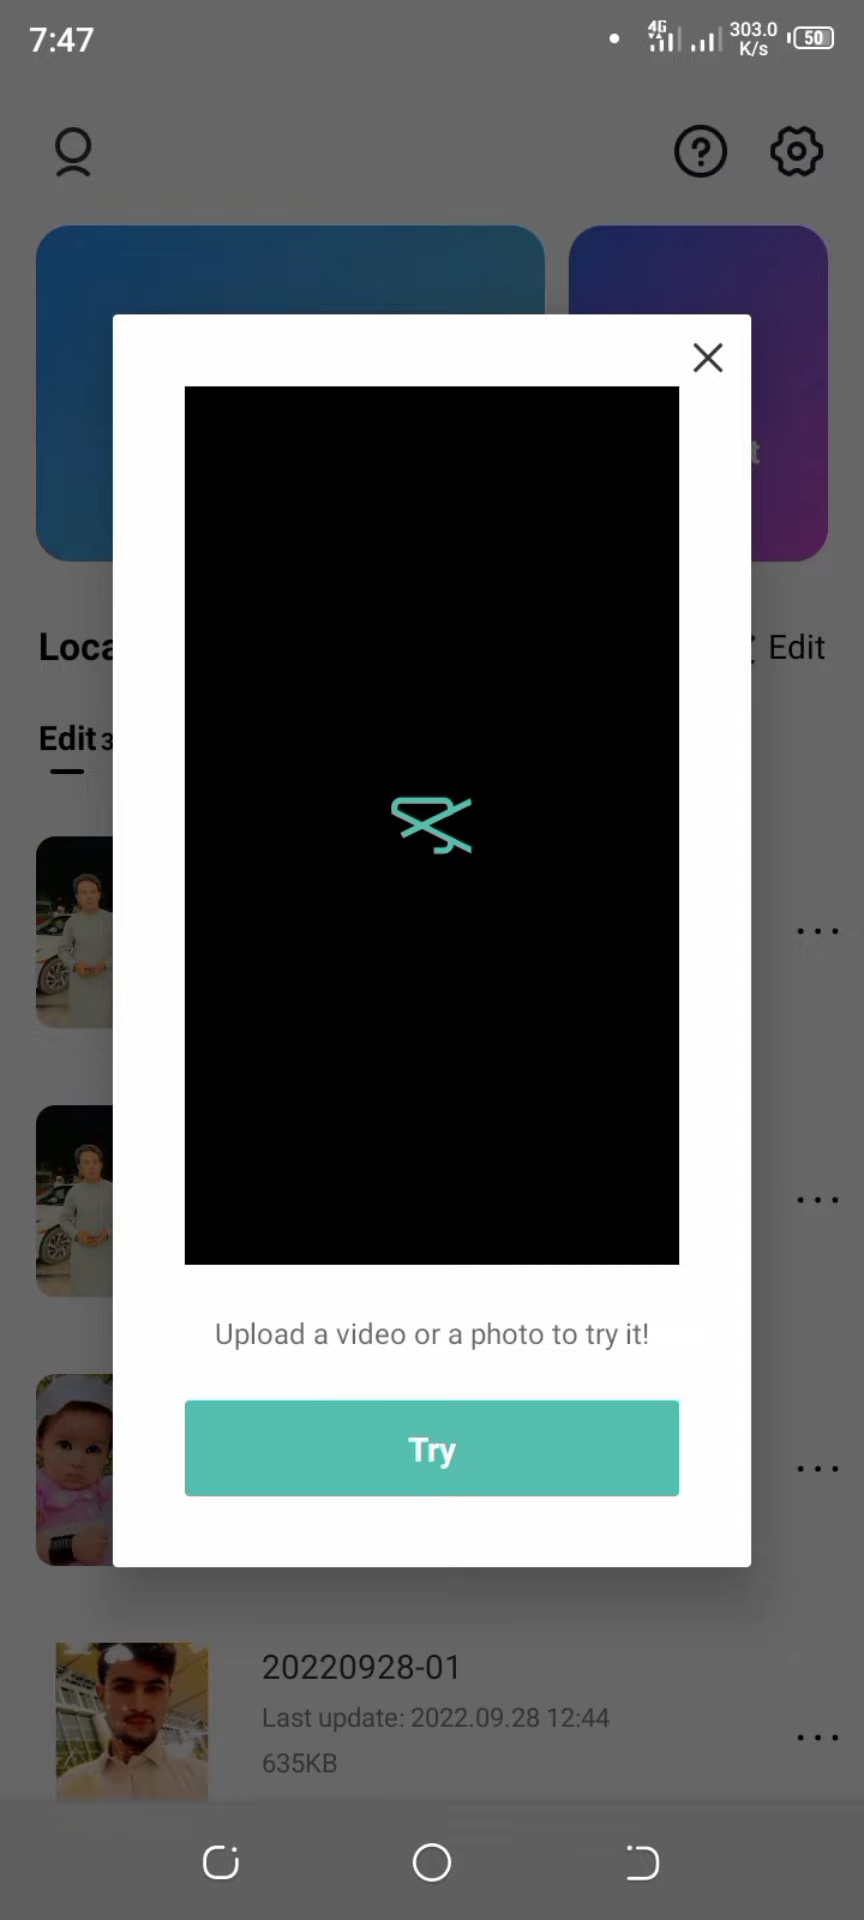 7:47
4G
303.0
K/s
50
t
Loca
Edit
Edit 3
Upload a video or a photo to try it!
Try
20220928-01
Last update: 2022.09.28 12:44
635KB